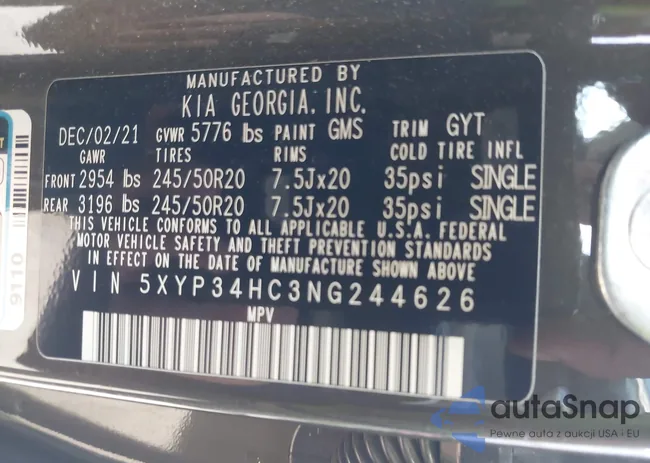 MANUFACTURED BY
KIA GEORGIA, INC.
DEC/02/21 GVWR 5776 lbs PAINT GMS TRIM GYT
GAWR TIRES RIMS COLD TIRE INFL
FRONT 2954 lbs 245/50R20 7.5Jx20 35psi SINGLE
REAR 3196 lbs 245/50R20 7.5Jx20 35psi SINGLE
THIS VEHICLE CONFORMS TO ALL APPLICABLE U.S.A. FEDERAL
MOTOR VEHICLE SAFETY AND THEFT PREVENTION STANDARDS
IN EFFECT ON THE DATE OF MANUFACTURE SHOWN ABOVE.
VIN 5XYP34HC3NG244626
MPV
9110
autaSnap
Pewne auta z aukcji USA - EU